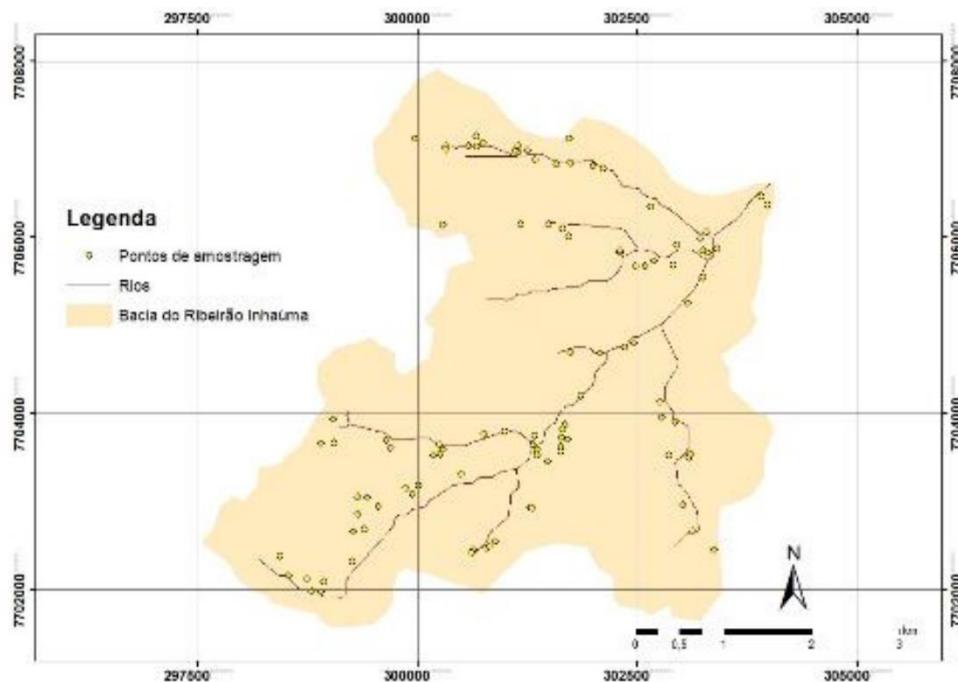 297500 300000 302500 305000
7708000 7708000
Legenda
7706000 7706000
Pontos de amostragem
Rios
Bacia do Ribeirão Inhaúma
7704000 7704000
N
7702000 7702000
km
0 0,5 1 2 3
297500 300000 302500 305000